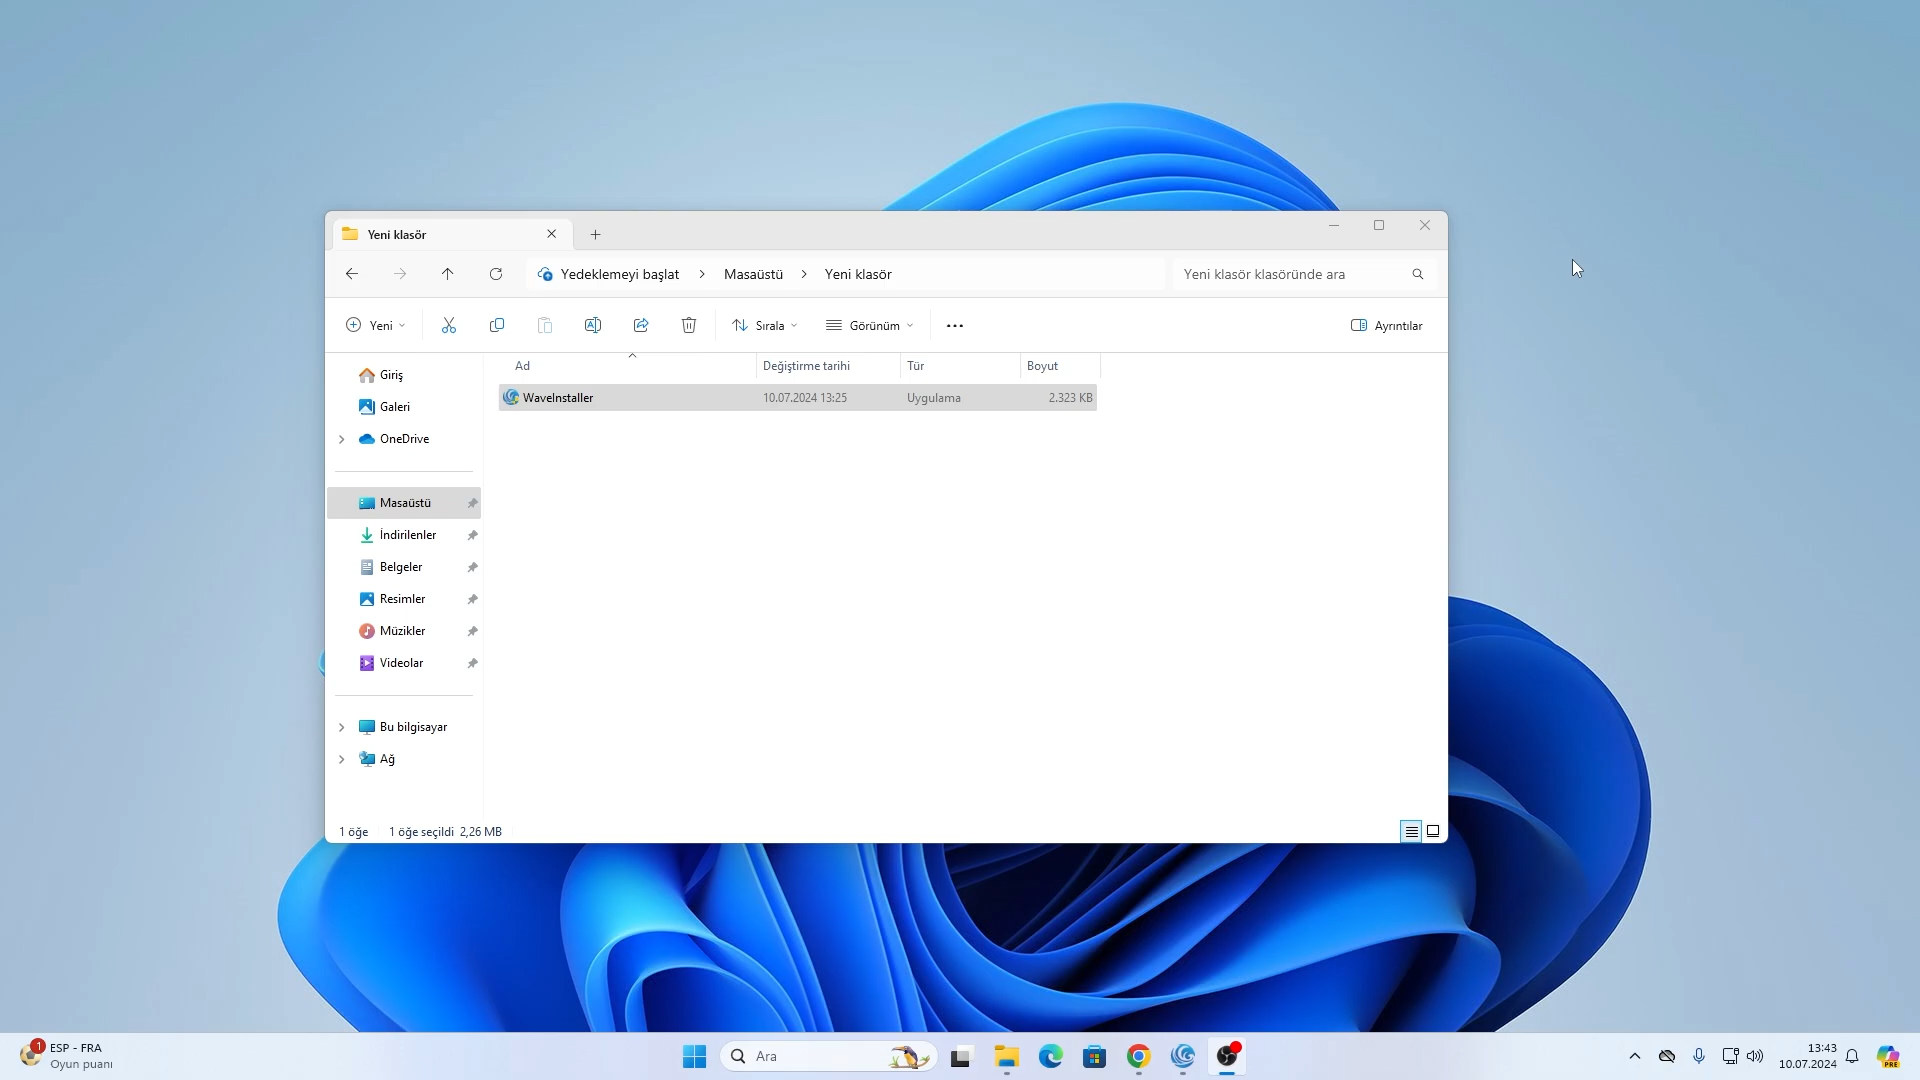 Yeni klasör
Yedeklemeyi başlat > Masaüstü > Yeni klasör
Yeni klasör klasöründe ara
Yeni
Sırala
Görünüm
Ayrıntılar
Ad Değiştirme tarihi Tür Boyut
WaveInstaller 10.07.2024 13:25 Uygulama 2.323 KB
Giriş
Galeri
OneDrive
Masaüstü
İndirilenler
Belgeler
Resimler
Müzikler
Videolar
Bu bilgisayar
Ağ
1 öğe 1 öğe seçildi 2,26 MB
1
ESP - FRA
Oyun puanı
Ara
13:43
10.07.2024
PRE